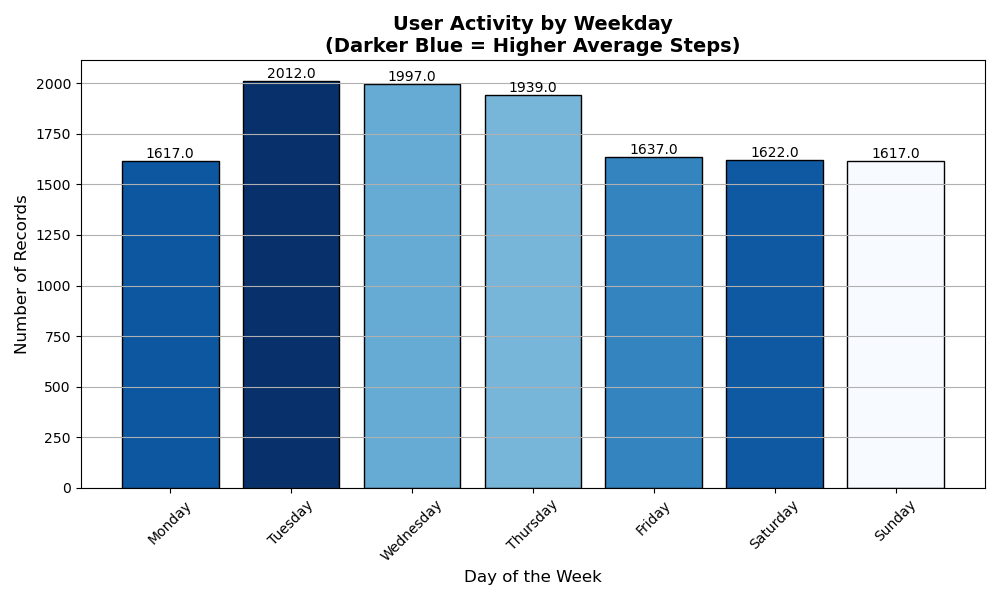 User Activity by Weekday
(Darker Blue = Higher Average Steps)
Number of Records
2000
1750
1500
1250
1000
750
500
250
0
1617.0
2012.0
1997.0
1939.0
1637.0
1622.0
1617.0
Monday
Tuesday
Wednesday
Thursday
Friday
Saturday
Sunday
Day of the Week